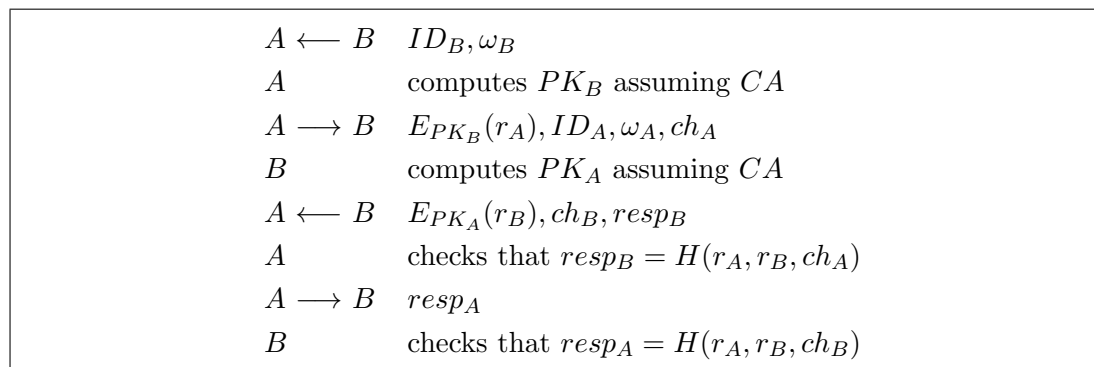 A ⟵ B ID_B, ω_B
A computes PK_B assuming CA
A ⟶ B E_{PK_B}(r_A), ID_A, ω_A, ch_A
B computes PK_A assuming CA
A ⟵ B E_{PK_A}(r_B), ch_B, resp_B
A checks that resp_B = H(r_A, r_B, ch_A)
A ⟶ B resp_A
B checks that resp_A = H(r_A, r_B, ch_B)